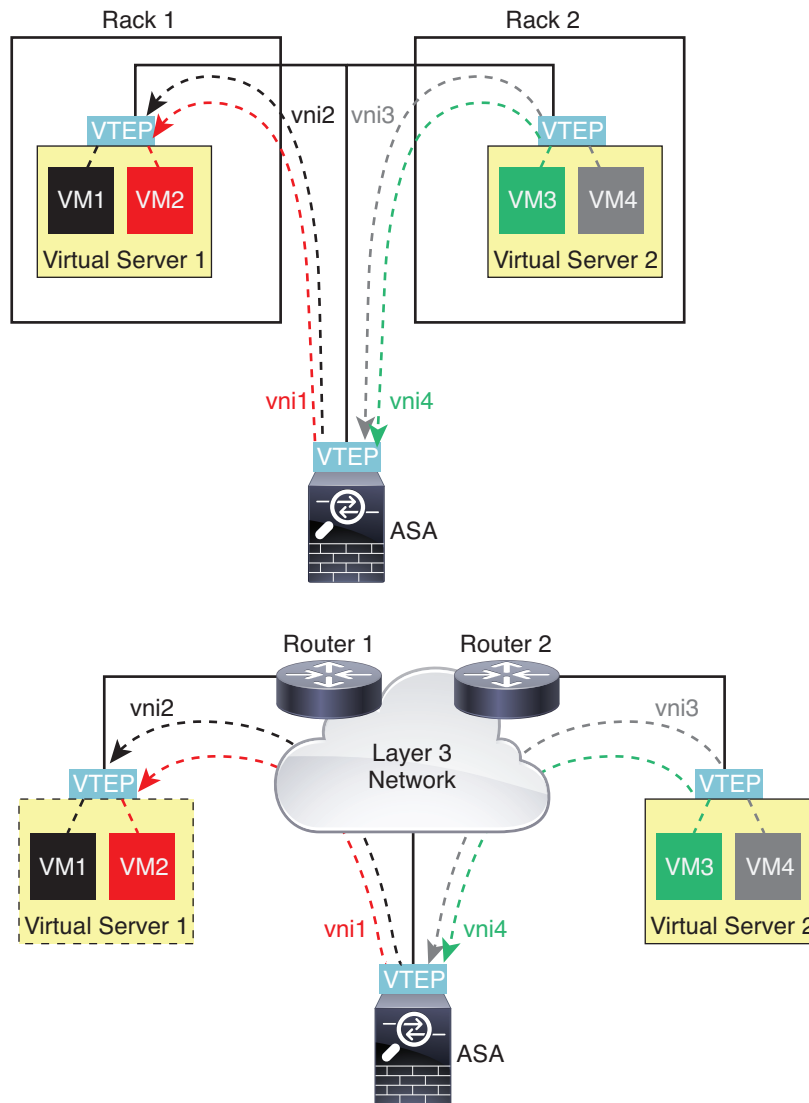 Rack 1
Rack 2
vni2
vni3
VTEP
VTEP
VM1
VM2
VM3
VM4
Virtual Server 1
Virtual Server 2
vni1
vni4
VTEP
ASA
Router 1
Router 2
vni2
vni3
Layer 3
Network
VTEP
VTEP
VM1
VM2
VM3
VM4
Virtual Server 1
Virtual Server 2
vni1
vni4
VTEP
ASA